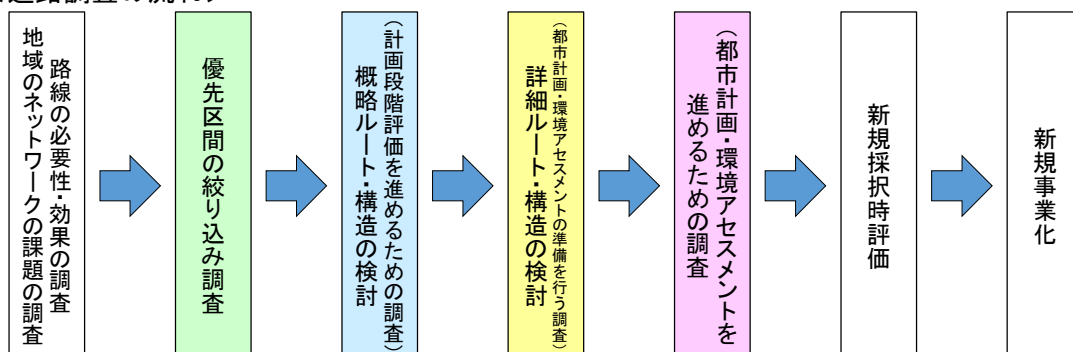 路線の必要性・効果の調査
地域のネットワークの課題の調査
優先区間の絞り込み調査
概略ルート・構造の検討
（計画段階評価を進めるための調査）
詳細ルート・構造の検討
（都市計画・環境アセスメントの準備を行う調査）
（都市計画・環境アセスメントを
進めるための調査
新規採択時評価
新規事業化